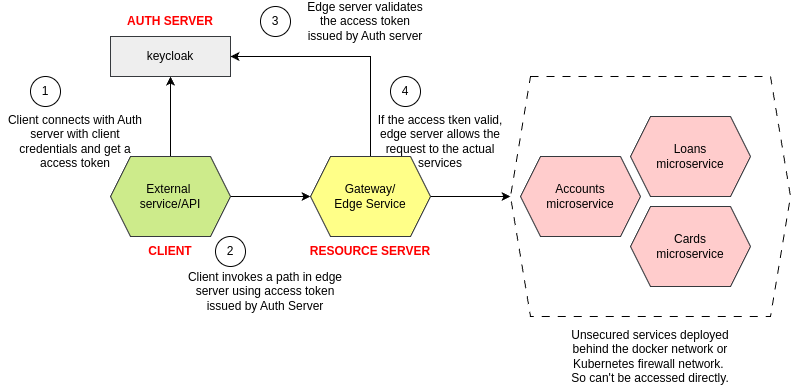 AUTH SERVER
keycloak
3
Edge server validates
the access token
issued by Auth server
1
Client connects with Auth
server with client
credentials and get a
access token
4
If the access tken valid,
edge server allows the
request to the actual
services
External
service/API
CLIENT
Gateway/
Edge Service
RESOURCE SERVER
2
Client invokes a path in edge
server using access token
issued by Auth Server
Accounts
microservice
Loans
microservice
Cards
microservice
Unsecured services deployed
behind the docker network or
Kubernetes firewall network.
So can't be accessed directly.